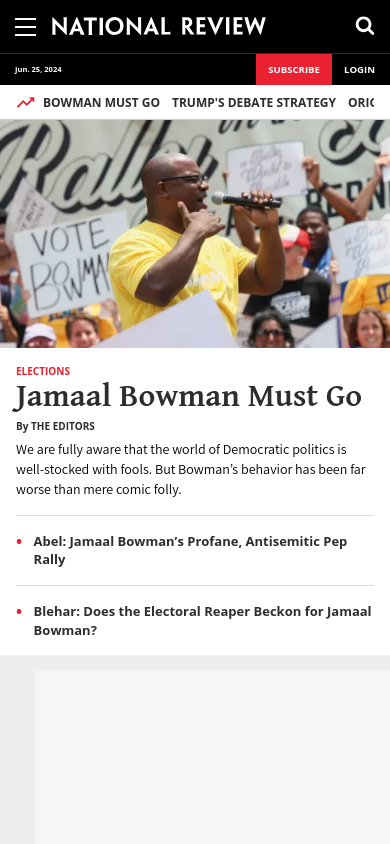 NATIONAL REVIEW
Jun. 25, 2024
SUBSCRIBE
LOGIN
BOWMAN MUST GO TRUMP'S DEBATE STRATEGY ORIG
Rally
VOTE
BOWM
ELECTIONS
Jamaal Bowman Must Go
By THE EDITORS
We are fully aware that the world of Democratic politics is
well-stocked with fools. But Bowman’s behavior has been far
worse than mere comic folly.
Abel: Jamaal Bowman’s Profane, Antisemitic Pep
Rally
Blehar: Does the Electoral Reaper Beckon for Jamaal
Bowman?